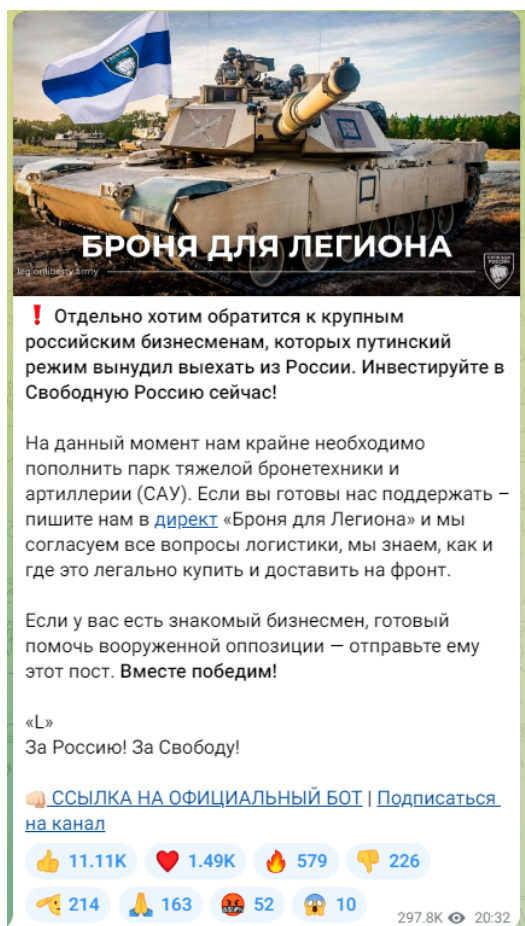 СВОБОДА
БРОНЯ ДЛЯ ЛЕГИОНА
legionliberty.army
СВОБОДА
РОССИИ
❗ Отдельно хотим обратится к крупным
российским бизнесменам, которых путинский
режим вынудил выехать из России. Инвестируйте в
Свободную Россию сейчас!
На данный момент нам крайне необходимо
пополнить парк тяжелой бронетехники и
артиллерии (САУ). Если вы готовы нас поддержать –
пишите нам в директ «Броня для Легиона» и мы
согласуем все вопросы логистики, мы знаем, как и
где это легально купить и доставить на фронт.
Если у вас есть знакомый бизнесмен, готовый
помочь вооруженной оппозиции — отправьте ему
этот пост. Вместе победим!
«L»
За Россию! За Свободу!
👊🏻 ССЫЛКА НА ОФИЦИАЛЬНЫЙ БОТ | Подписаться
на канал
👍 11.11K ❤ 1.49K 🔥 579 👎 226
🫡 214 🙏 163 🤬 52 😱 10
297.8K 20:32